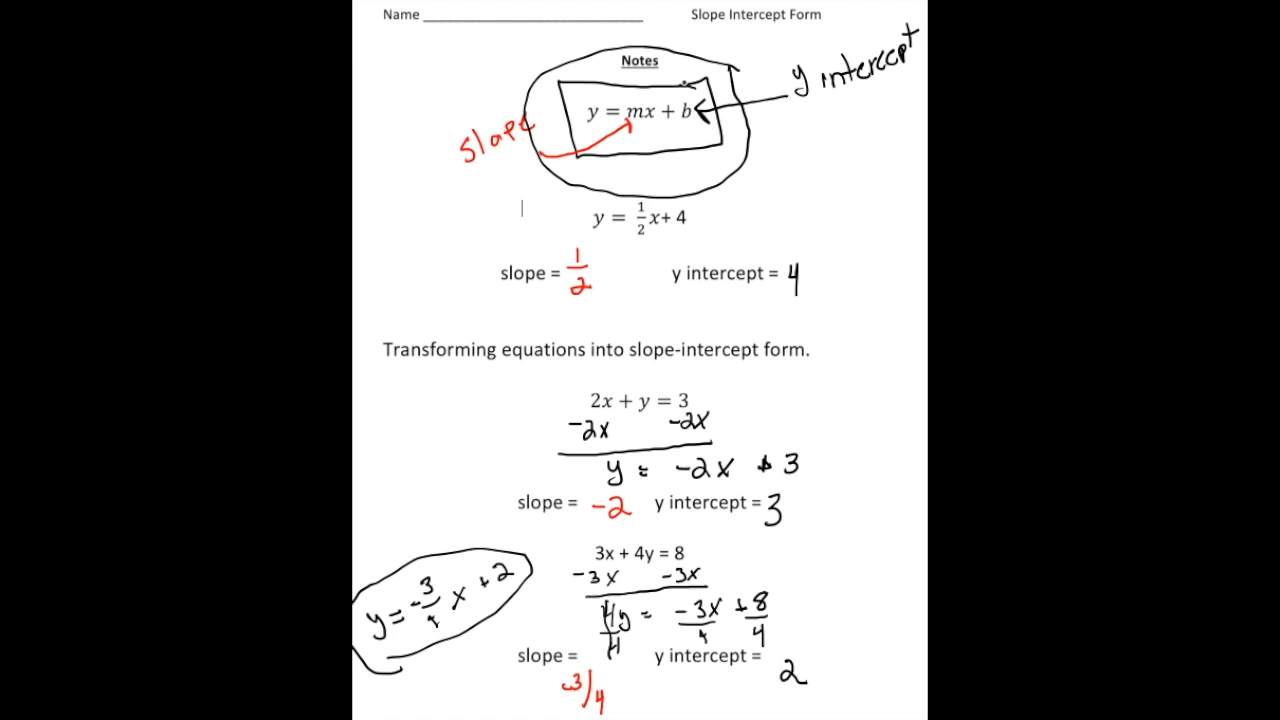 Name ____________________________ Slope Intercept Form
Notes
y intercept
y = mx + b
slope
y = 1/2 x+ 4
slope = 1/2 y intercept = 4
Transforming equations into slope-intercept form.
2x + y = 3
-2x -2x
y = -2x + 3
slope = -2 y intercept = 3
3x + 4y = 8
-3x -3x
y = -3/4 x + 2
4y/4 = -3x/4 + 8/4
slope = -3/4 y intercept = 2